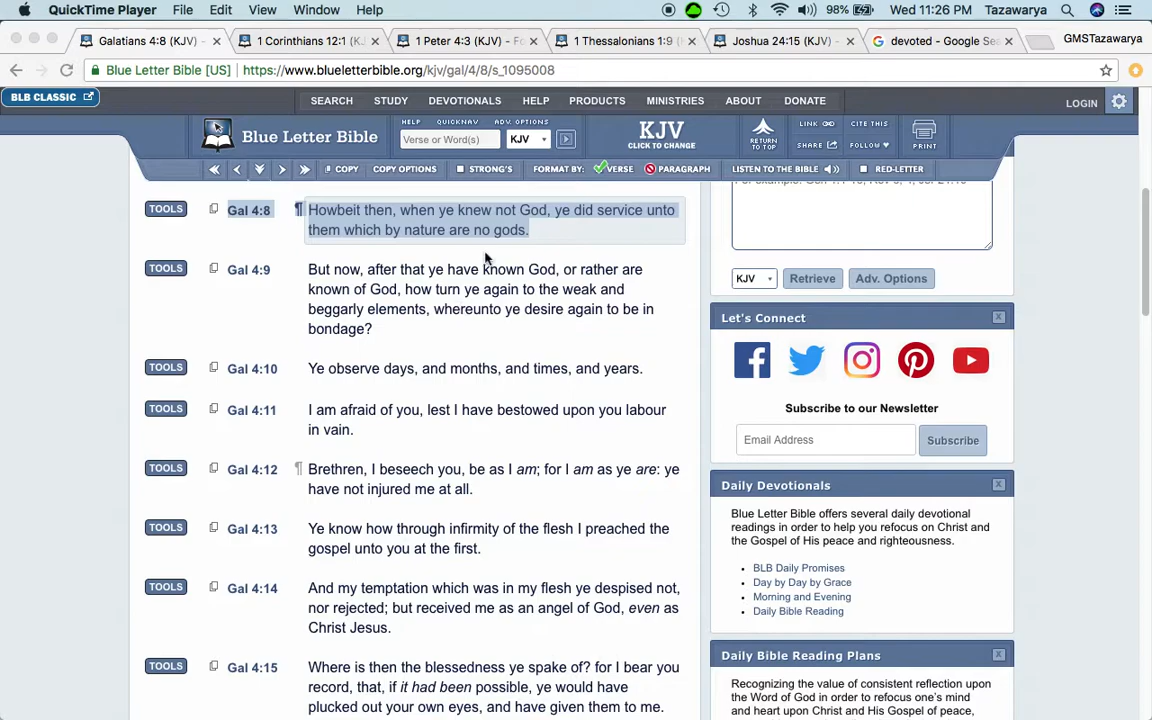 QuickTime Player File Edit View Window Help 98% Wed 11:26 PM Tazawarya
Galatians 4:8 (KJV) 1 Corinthians 12:1 (KJV) 1 Peter 4:3 (KJV) - Fo 1 Thessalonians 1:9 (KJV) Joshua 24:15 (KJV) devoted - Google Sea GMSTazawarya
Blue Letter Bible [US] https://www.blueletterbible.org/kjv/gal/4/8/s_1095008
BLB CLASSIC
SEARCH STUDY DEVOTIONALS HELP PRODUCTS MINISTRIES ABOUT DONATE LOGIN
HELP QUICKNAV ADV. OPTIONS
Blue Letter Bible Verse or Word(s) KJV
KJV
CLICK TO CHANGE
RETURN
TO TOP
LINK CITE THIS
SHARE FOLLOW PRINT
COPY COPY OPTIONS STRONG'S FORMAT BY: VERSE PARAGRAPH LISTEN TO THE BIBLE RED-LETTER
TOOLS Gal 4:8 ¶ Howbeit then, when ye knew not God, ye did service unto
them which by nature are no gods.
TOOLS Gal 4:9 But now, after that ye have known God, or rather are
known of God, how turn ye again to the weak and
beggarly elements, whereunto ye desire again to be in
bondage?
TOOLS Gal 4:10 Ye observe days, and months, and times, and years.
TOOLS Gal 4:11 I am afraid of you, lest I have bestowed upon you labour
in vain.
TOOLS Gal 4:12 ¶ Brethren, I beseech you, be as I am; for I am as ye are: ye
have not injured me at all.
TOOLS Gal 4:13 Ye know how through infirmity of the flesh I preached the
gospel unto you at the first.
TOOLS Gal 4:14 And my temptation which was in my flesh ye despised not,
nor rejected; but received me as an angel of God, even as
Christ Jesus.
TOOLS Gal 4:15 Where is then the blessedness ye spake of? for I bear you
record, that, if it had been possible, ye would have
plucked out your own eyes, and have given them to me.
KJV Retrieve Adv. Options
Let's Connect X
Subscribe to our Newsletter
Email Address Subscribe
Daily Devotionals X
Blue Letter Bible offers several daily devotional
readings in order to help you refocus on Christ and
the Gospel of His peace and righteousness.
BLB Daily Promises
Day by Day by Grace
Morning and Evening
Daily Bible Reading
Daily Bible Reading Plans X
Recognizing the value of consistent reflection upon
the Word of God in order to refocus one's mind
and heart upon Christ and His Gospel of peace,